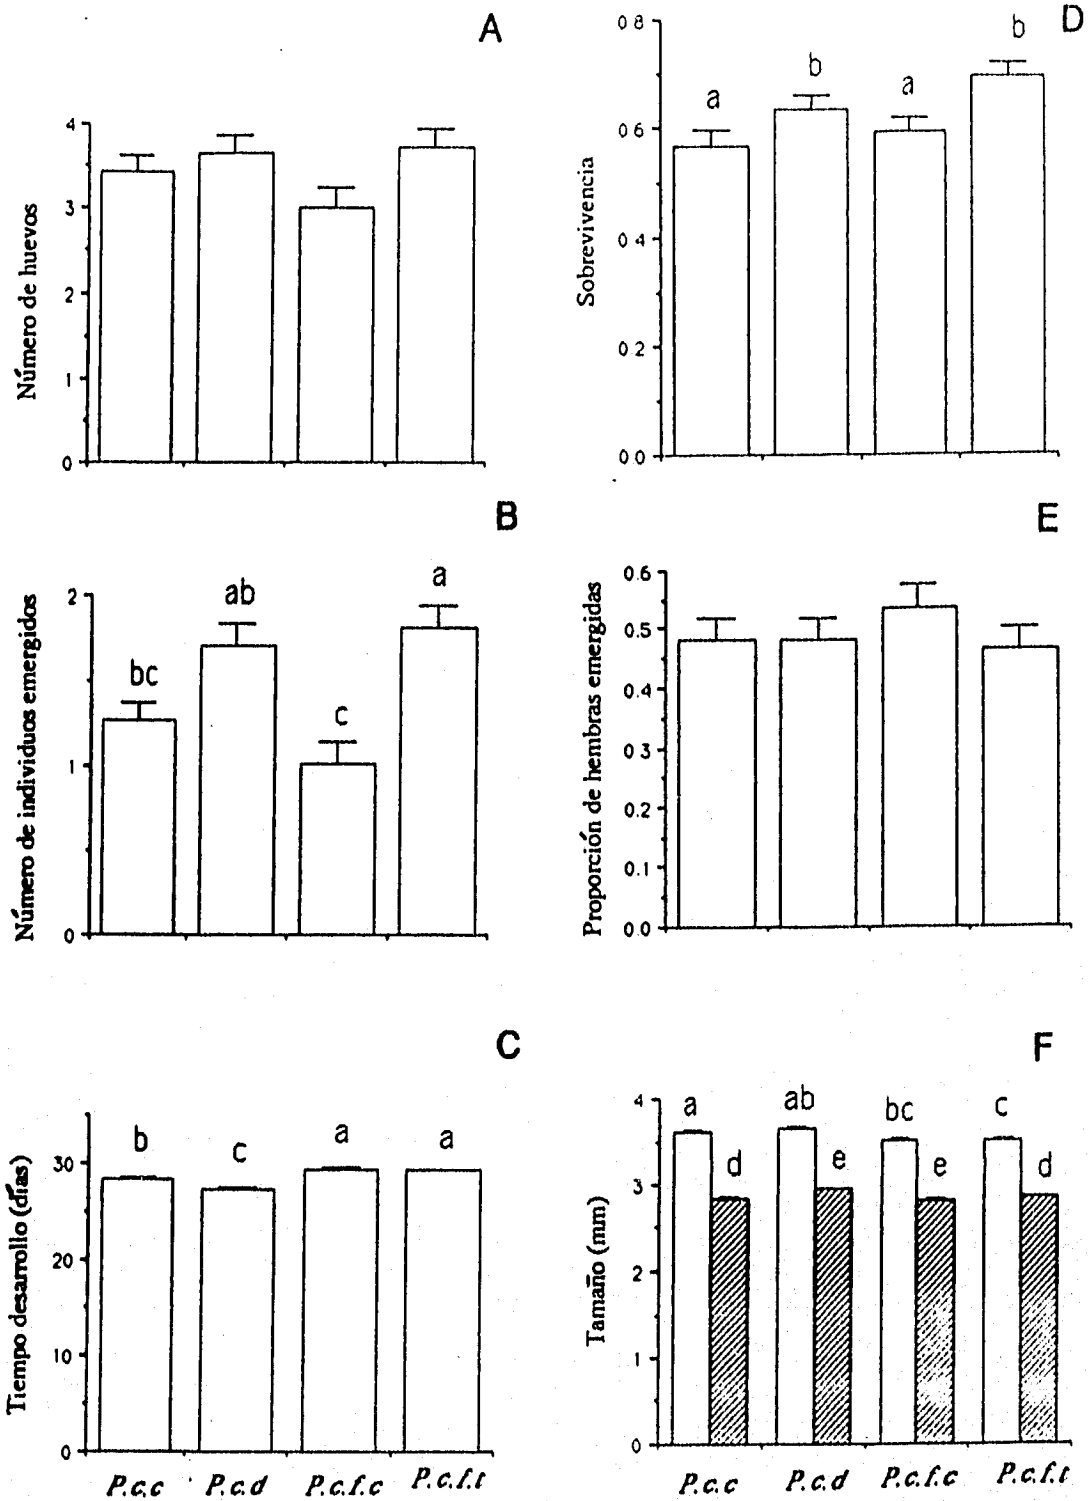 A
Número de huevos
4
3
2
1
0
D
Sobrevivencia
0 8
0 6
0 4
0 2
0 0
a
b
a
b
B
Número de individuos emergidos
2
1
0
bc
ab
c
a
E
Proporción de hembras emergidas
0.6
0.5
0.4
0 3
0.2
0.1
0 0
C
Tiempo desarrollo (días)
30
20
10
0
b
c
a
a
P.c.c
P.c.d
P.c.f.c
P.c.f.t
F
Tamaño (mm)
4
3
2
1
0
a
d
ab
e
bc
e
c
d
P.c.c
P.c.d
P.c.f.c
P.c.f.t